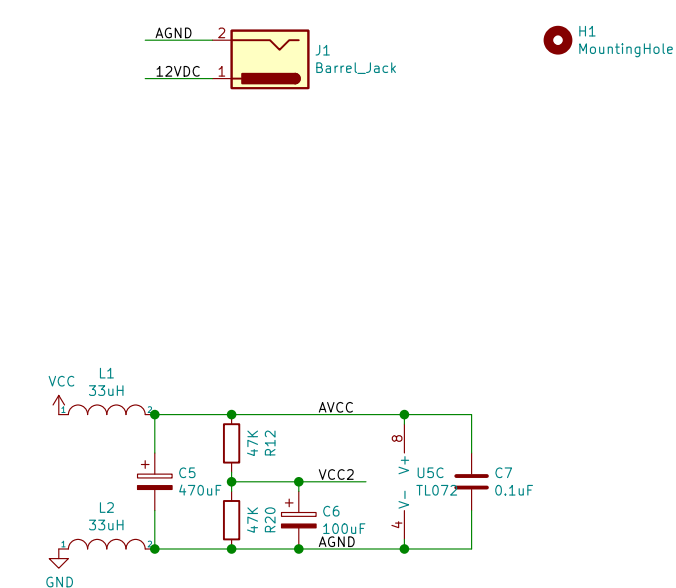 AGND 2
J1
12VDC 1
Barrel_Jack
H1
MountingHole
L1
33uH
VCC
1 2
AVCC
47K
R12
8
V+
+
C5
470uF
VCC2
U5C
TL072
C7
0.1uF
L2
33uH
47K
R20
+
C6
100uF
V-
4
AGND
1 2
GND